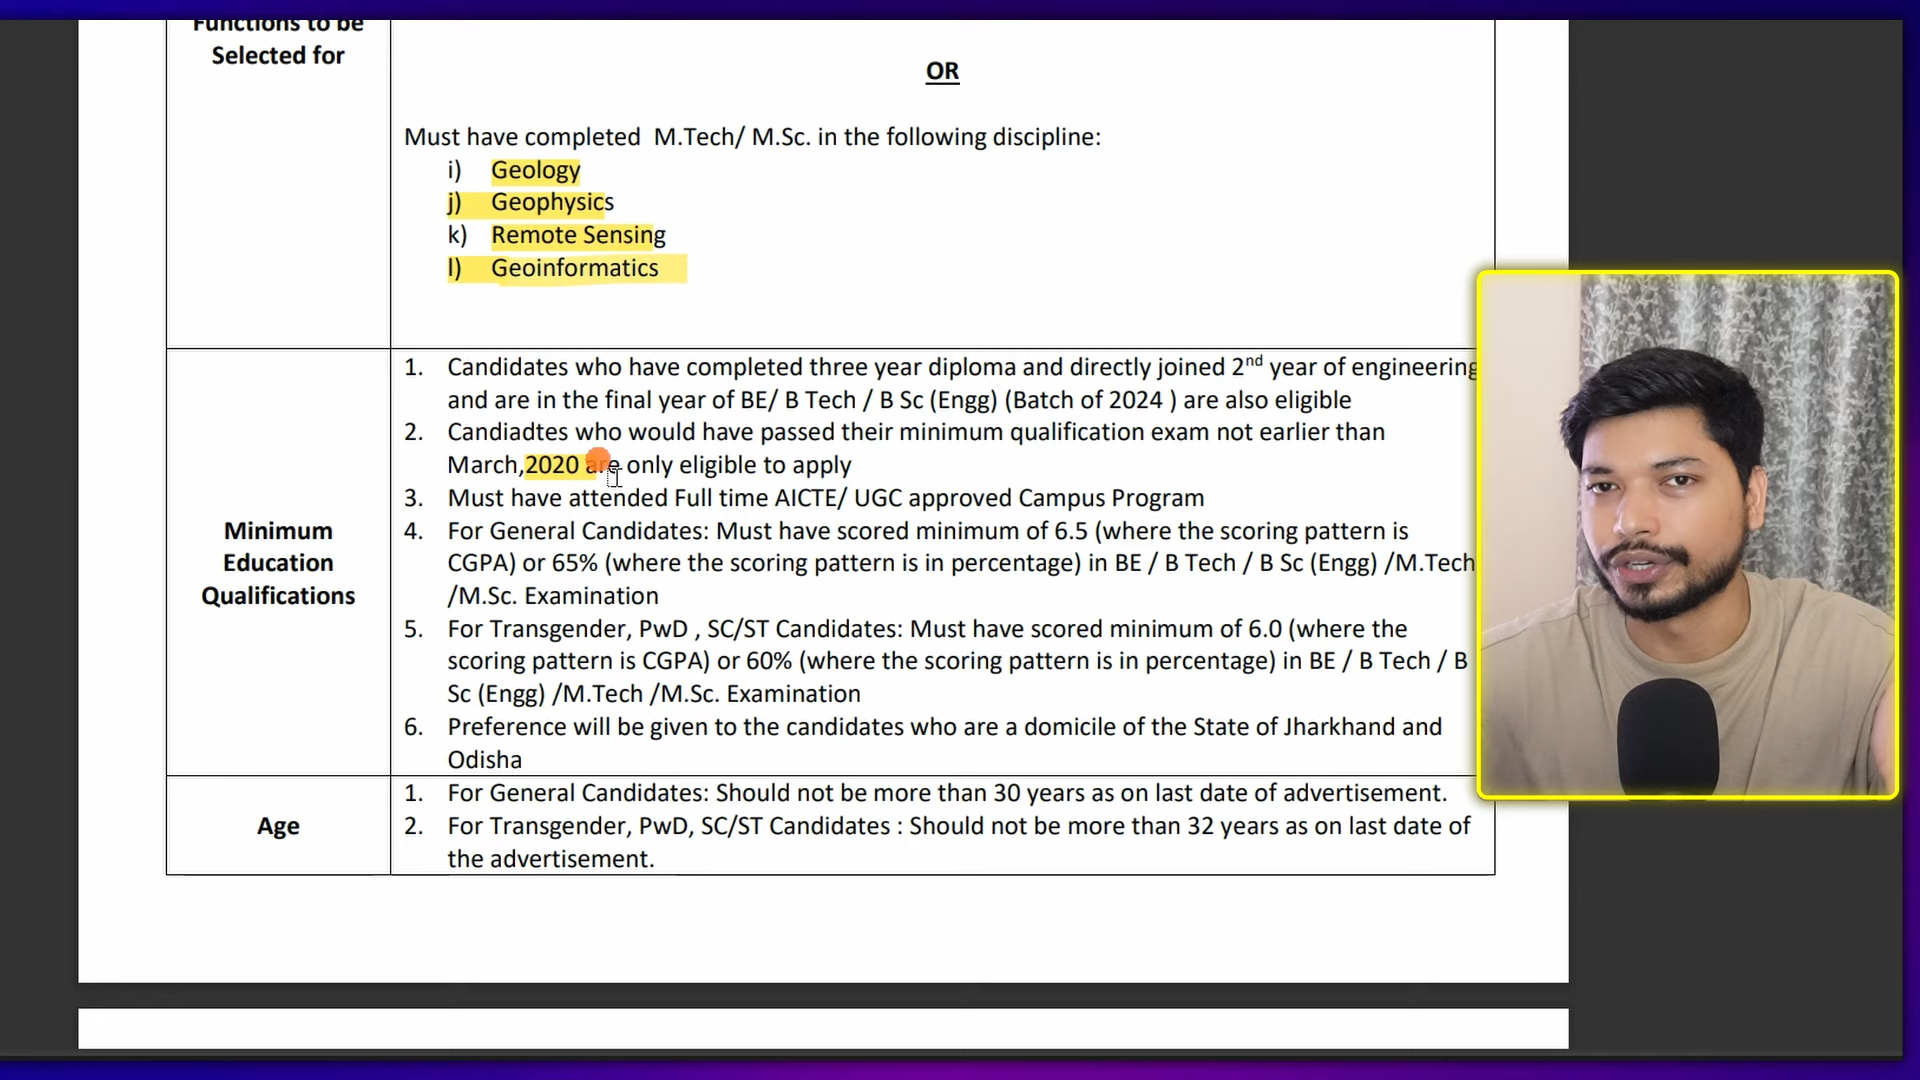 Functions to be
Selected for
OR
Must have completed M.Tech/ M.Sc. in the following discipline:
i) Geology
j) Geophysics
k) Remote Sensing
l) Geoinformatics
Minimum
Education
Qualifications
1. Candidates who have completed three year diploma and directly joined 2nd year of engineering
and are in the final year of BE/ B Tech / B Sc (Engg) (Batch of 2024 ) are also eligible
2. Candiadtes who would have passed their minimum qualification exam not earlier than
March,2020 are only eligible to apply
3. Must have attended Full time AICTE/ UGC approved Campus Program
4. For General Candidates: Must have scored minimum of 6.5 (where the scoring pattern is
CGPA) or 65% (where the scoring pattern is in percentage) in BE / B Tech / B Sc (Engg) /M.Tech
/M.Sc. Examination
5. For Transgender, PwD , SC/ST Candidates: Must have scored minimum of 6.0 (where the
scoring pattern is CGPA) or 60% (where the scoring pattern is in percentage) in BE / B Tech / B
Sc (Engg) /M.Tech /M.Sc. Examination
6. Preference will be given to the candidates who are a domicile of the State of Jharkhand and
Odisha
Age
1. For General Candidates: Should not be more than 30 years as on last date of advertisement.
2. For Transgender, PwD, SC/ST Candidates : Should not be more than 32 years as on last date of
the advertisement.